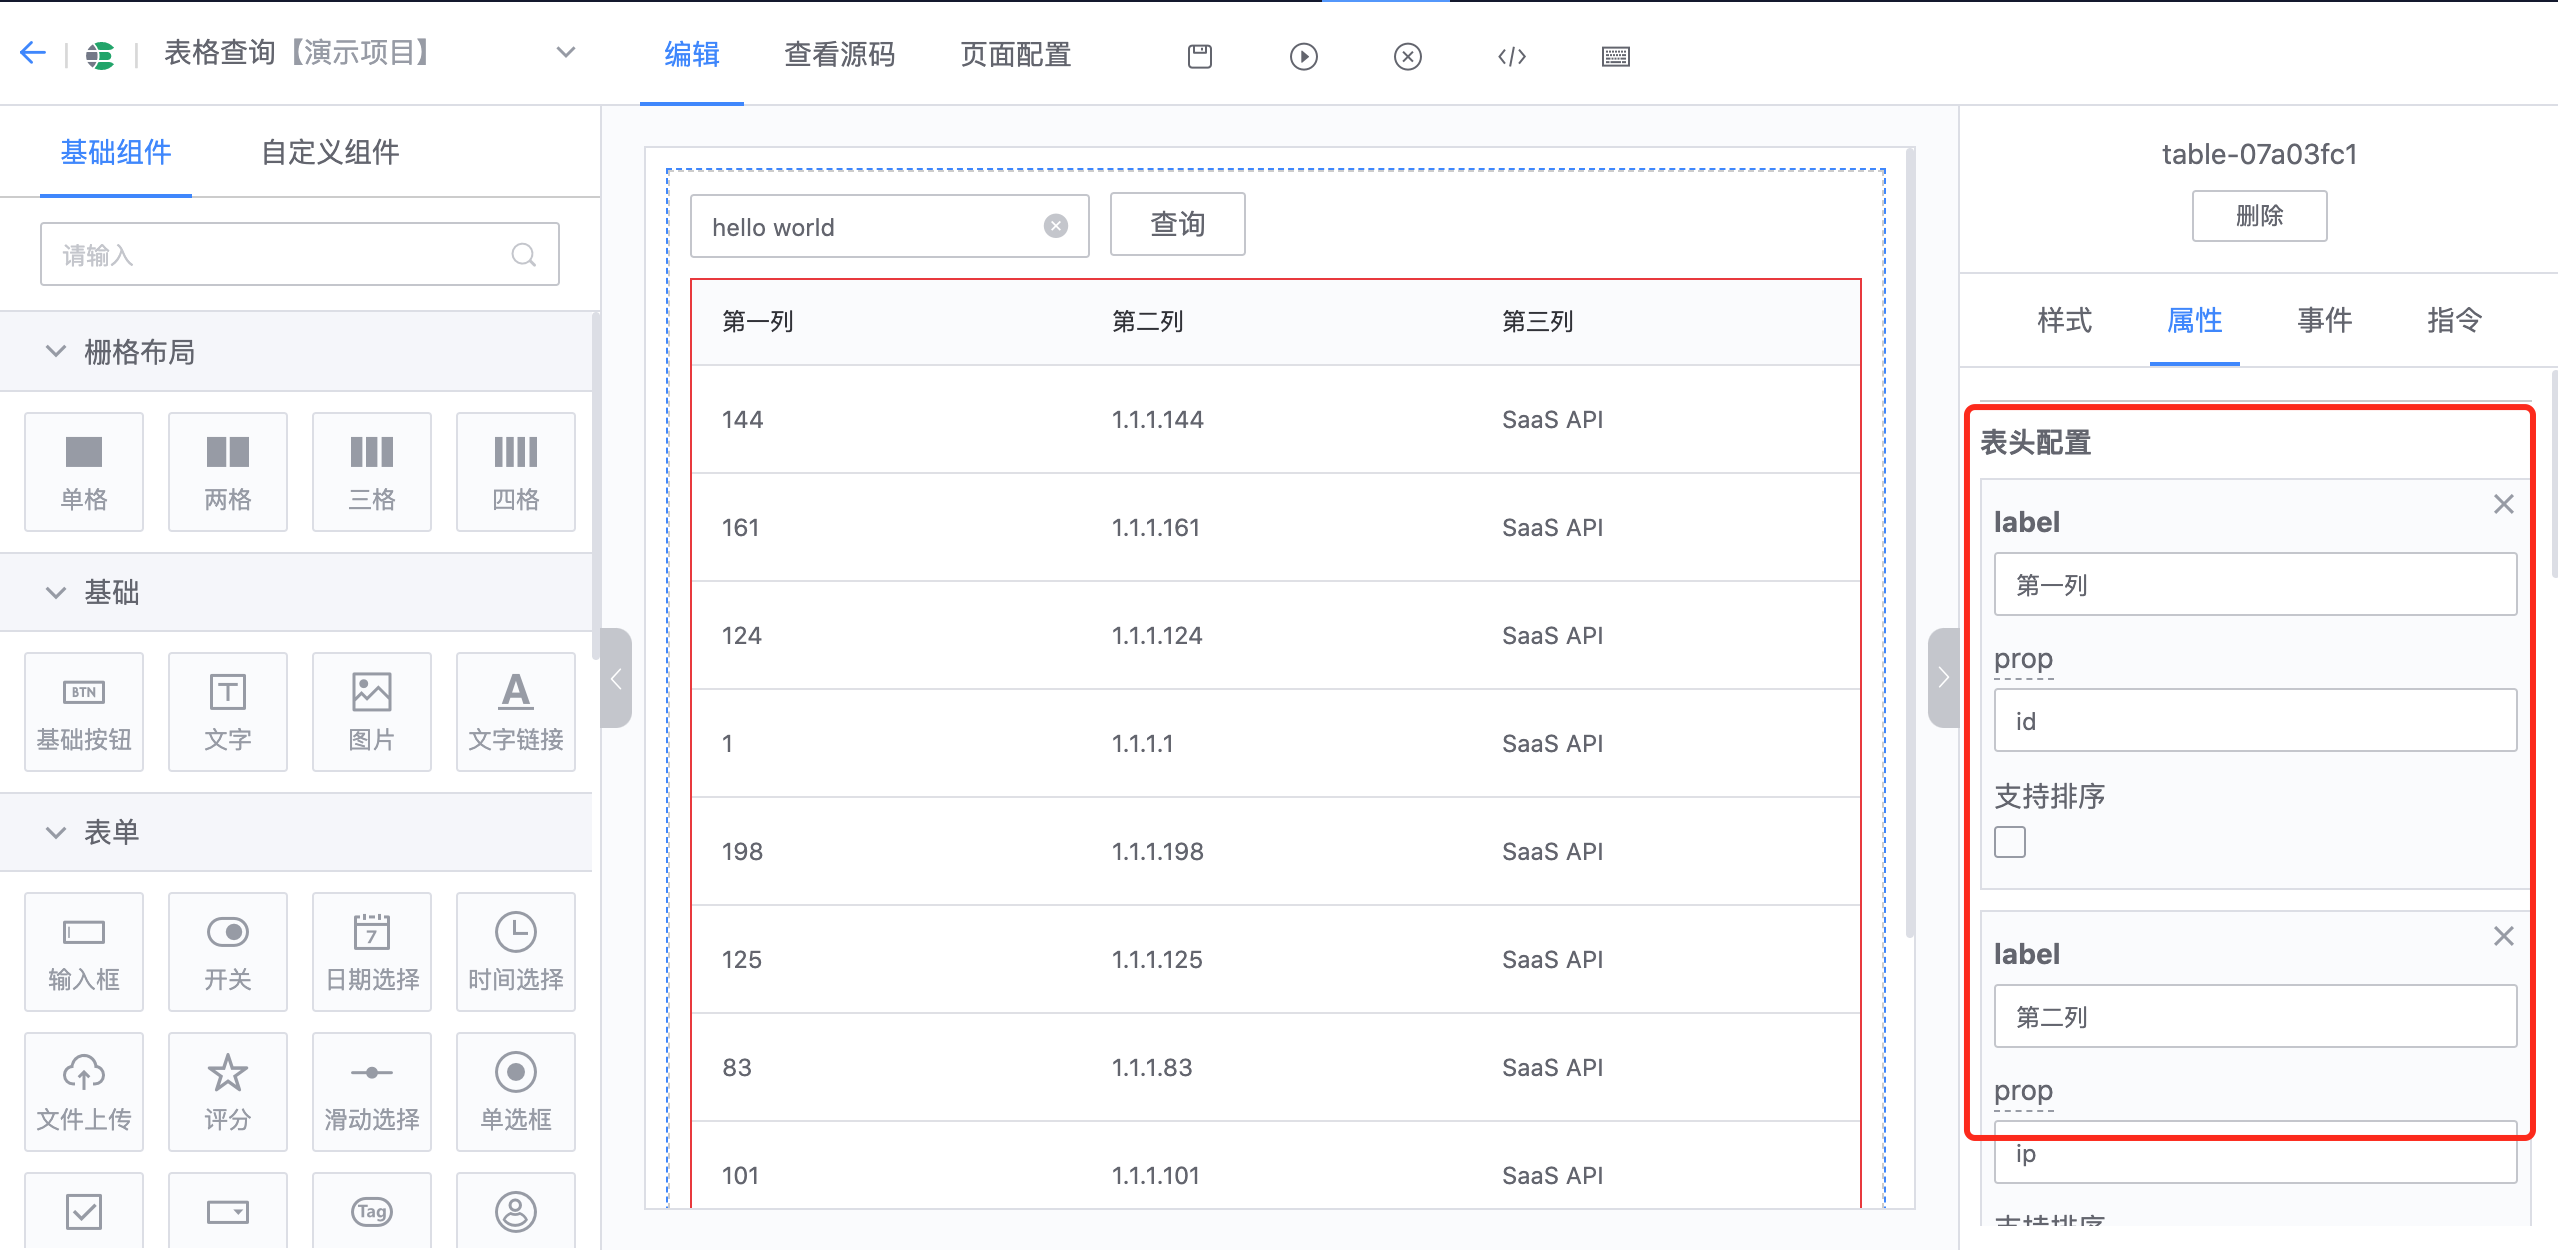 表格查询【演示项目】
编辑
查看源码
页面配置
基础组件
自定义组件
请输入
栅格布局
单格
两格
三格
四格
基础
BTN
基础按钮
文字
图片
文字链接
表单
输入框
开关
7
日期选择
时间选择
文件上传
评分
滑动选择
单选框
Tag
hello world
查询
第一列 第二列 第三列
144 1.1.1.144 SaaS API
161 1.1.1.161 SaaS API
124 1.1.1.124 SaaS API
1 1.1.1.1 SaaS API
198 1.1.1.198 SaaS API
125 1.1.1.125 SaaS API
83 1.1.1.83 SaaS API
101 1.1.1.101 SaaS API
table-07a03fc1
删除
样式
属性
事件
指令
表头配置
label
第一列
prop
id
支持排序
label
第二列
prop
ip
支持排序